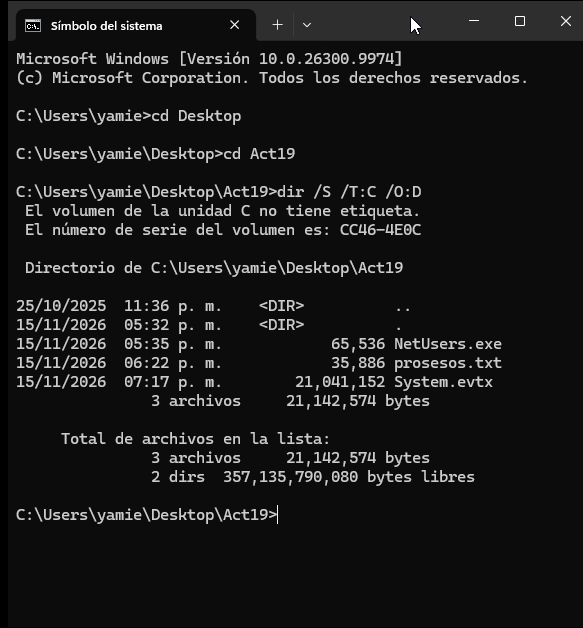 Símbolo del sistema
Microsoft Windows [Versión 10.0.26300.9974]
(c) Microsoft Corporation. Todos los derechos reservados.
C:\Users\yamie>cd Desktop
C:\Users\yamie\Desktop>cd Act19
C:\Users\yamie\Desktop\Act19>dir /S /T:C /O:D
 El volumen de la unidad C no tiene etiqueta.
 El número de serie del volumen es: CC46-4E0C
 Directorio de C:\Users\yamie\Desktop\Act19
25/10/2025  11:36 p. m.    <DIR>          ..
15/11/2026  05:32 p. m.    <DIR>          .
15/11/2026  05:35 p. m.            65,536 NetUsers.exe
15/11/2026  06:22 p. m.            35,886 prosesos.txt
15/11/2026  07:17 p. m.        21,041,152 System.evtx
               3 archivos     21,142,574 bytes
     Total de archivos en la lista:
               3 archivos     21,142,574 bytes
               2 dirs  357,135,790,080 bytes libres
C:\Users\yamie\Desktop\Act19>